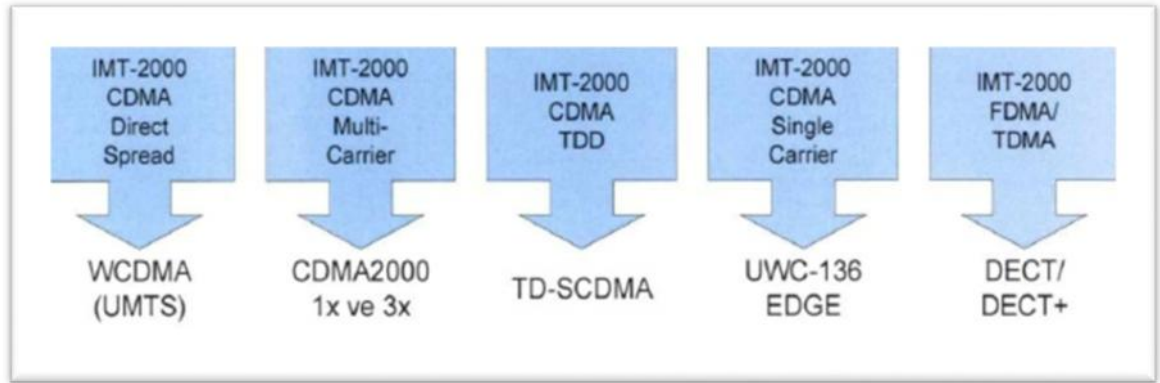 IMT-2000
CDMA
Direct
Spread
IMT-2000
CDMA
Multi-
Carrier
IMT-2000
CDMA
TDD
IMT-2000
CDMA
Single
Carrier
IMT-2000
FDMA/
TDMA
WCDMA
(UMTS)
CDMA2000
1x ve 3x
TD-SCDMA
UWC-136
EDGE
DECT/
DECT+